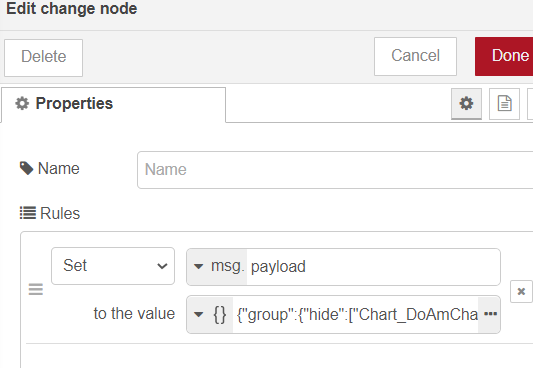 Edit change node
Delete
Cancel
Done
Properties
Name
Name
Rules
Set
msg. payload
to the value
{} {"group":{"hide":["Chart_DoAmCha